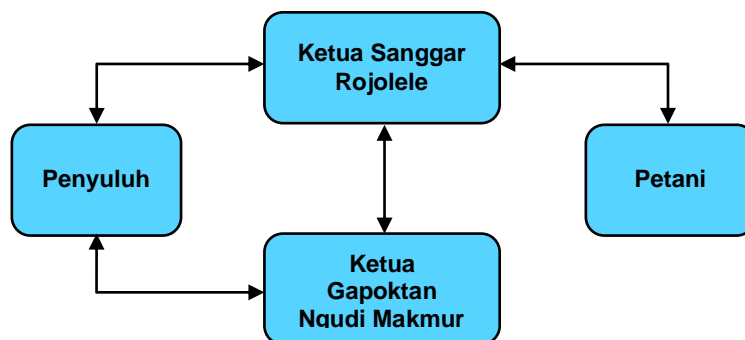 Ketua Sanggar
Rojolele
Penyuluh
Petani
Ketua
Gapoktan
Ngudi Makmur